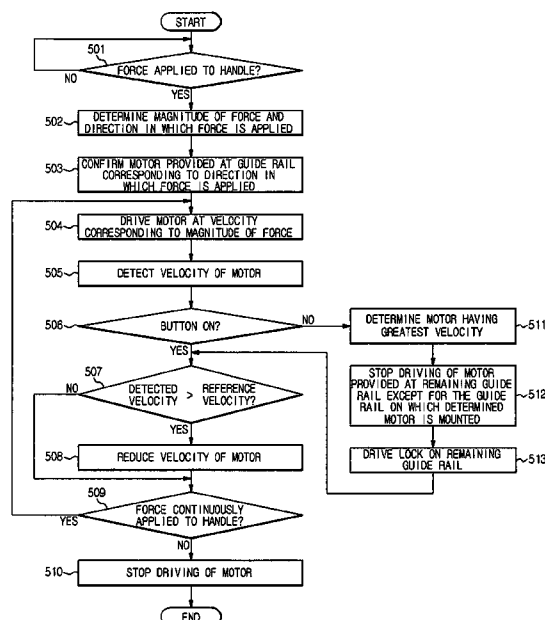 START
501
FORCE APPLIED TO HANDLE?
NO
YES
502
DETERMINE MAGNITUDE OF FORCE AND
DIRECTION IN WHICH FORCE IS APPLIED
503
CONFIRM MOTOR PROVIDED AT GUIDE RAIL
CORRESPONDING TO DIRECTION IN
WHICH FORCE IS APPLIED
504
DRIVE MOTOR AT VELOCITY
CORRESPONDING TO MAGNITUDE OF FORCE
505
DETECT VELOCITY OF MOTOR
506
BUTTON ON?
NO
YES
DETERMINE MOTOR HAVING
GREATEST VELOCITY
511
STOP DRIVING OF MOTOR
PROVIDED AT REMAINING GUIDE
RAIL EXCEPT FOR THE GUIDE
RAIL ON WHICH DETERMINED
MOTOR IS MOUNTED
512
DRIVE LOCK ON REMAINING
GUIDE RAIL
513
507
NO
DETECTED VELOCITY > REFERENCE VELOCITY?
YES
508
REDUCE VELOCITY OF MOTOR
509
FORCE CONTINUOUSLY
APPLIED TO HANDLE?
YES
NO
510
STOP DRIVING OF MOTOR
END